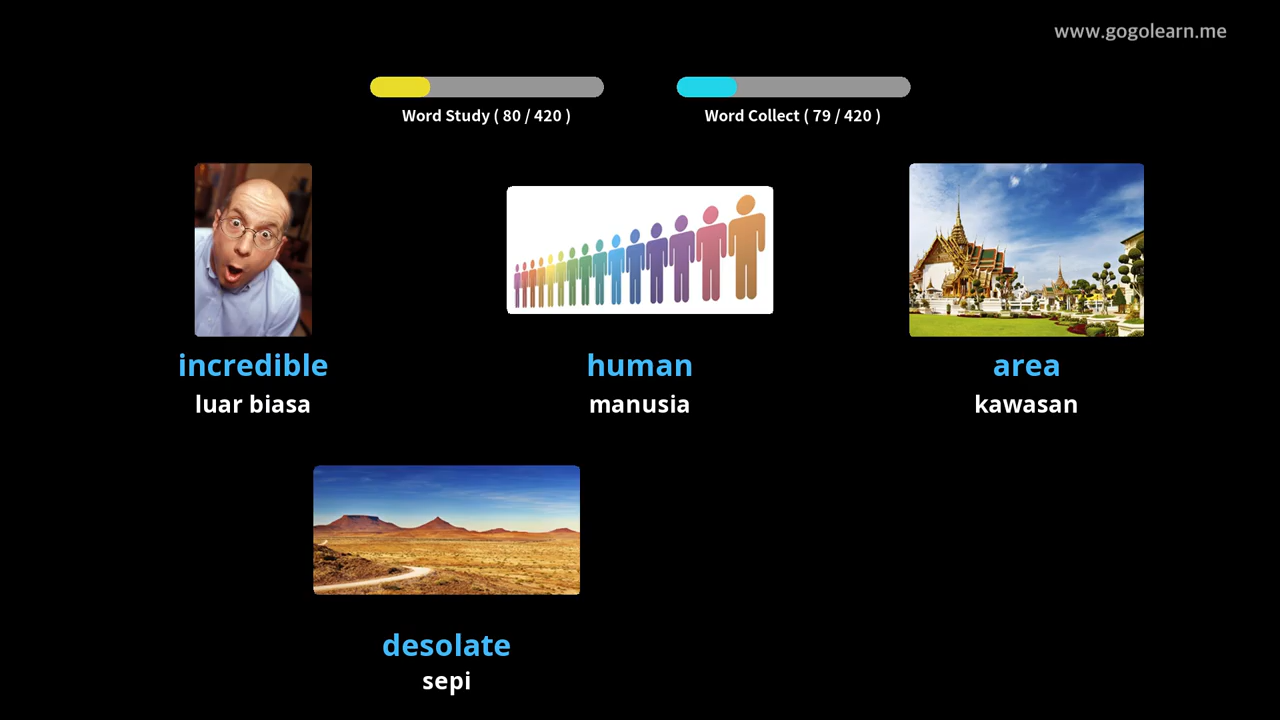 www.gogolearn.me
Word Study ( 80 / 420 )
Word Collect ( 79 / 420 )
incredible
luar biasa
human
manusia
area
kawasan
desolate
sepi